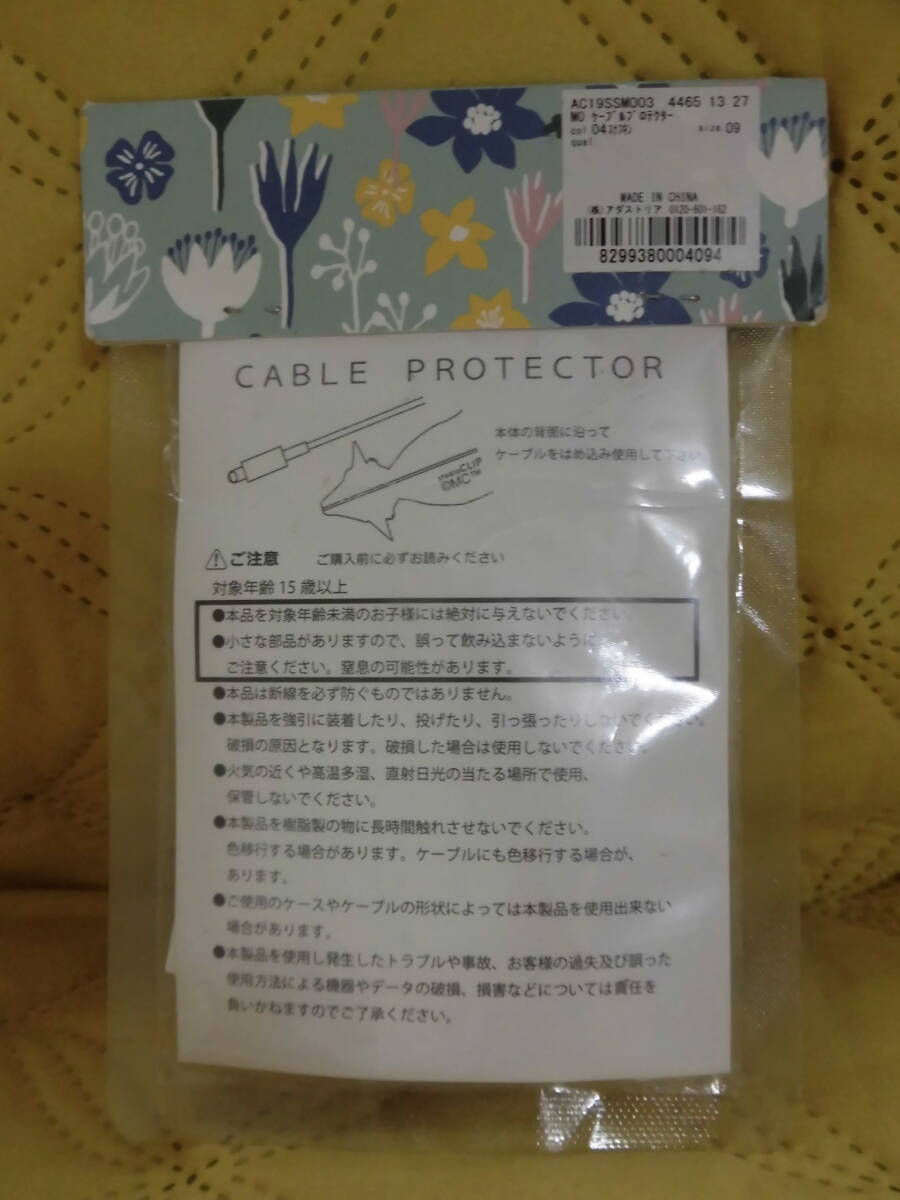 AC19SSM003 4465 13 27
MO ケーブルプロテクター
col 04スナフキン size 09
qual
MADE IN CHINA
(株)アダストリア 0120-601-162
8299380004094
CABLE PROTECTOR
本体の背面に沿って
ケーブルをはめ込み使用して下さい
studioCLIP
©MC™
ご注意 ご購入前に必ずお読みください
対象年齢 15 歳以上
●本品を対象年齢未満のお子様には絶対に与えないでください。
●小さな部品がありますので、誤って飲み込まないように
ご注意ください。窒息の可能性があります。
●本品は断線を必ず防ぐものではありません。
●本製品を強引に装着したり、投げたり、引っ張ったりしないでください。
破損の原因となります。破損した場合は使用しないでください。
●火気の近くや高温多湿、直射日光の当たる場所で使用、
保管しないでください。
●本製品を樹脂製の物に長時間触れさせないでください。
色移行する場合があります。ケーブルにも色移行する場合が、
あります。
●ご使用のケースやケーブルの形状によっては本製品を使用出来ない
場合があります。
●本製品を使用し発生したトラブルや事故、お客様の過失及び誤った
使用方法による機器やデータの破損、損害などについては責任を
負いかねますのでご了承ください。